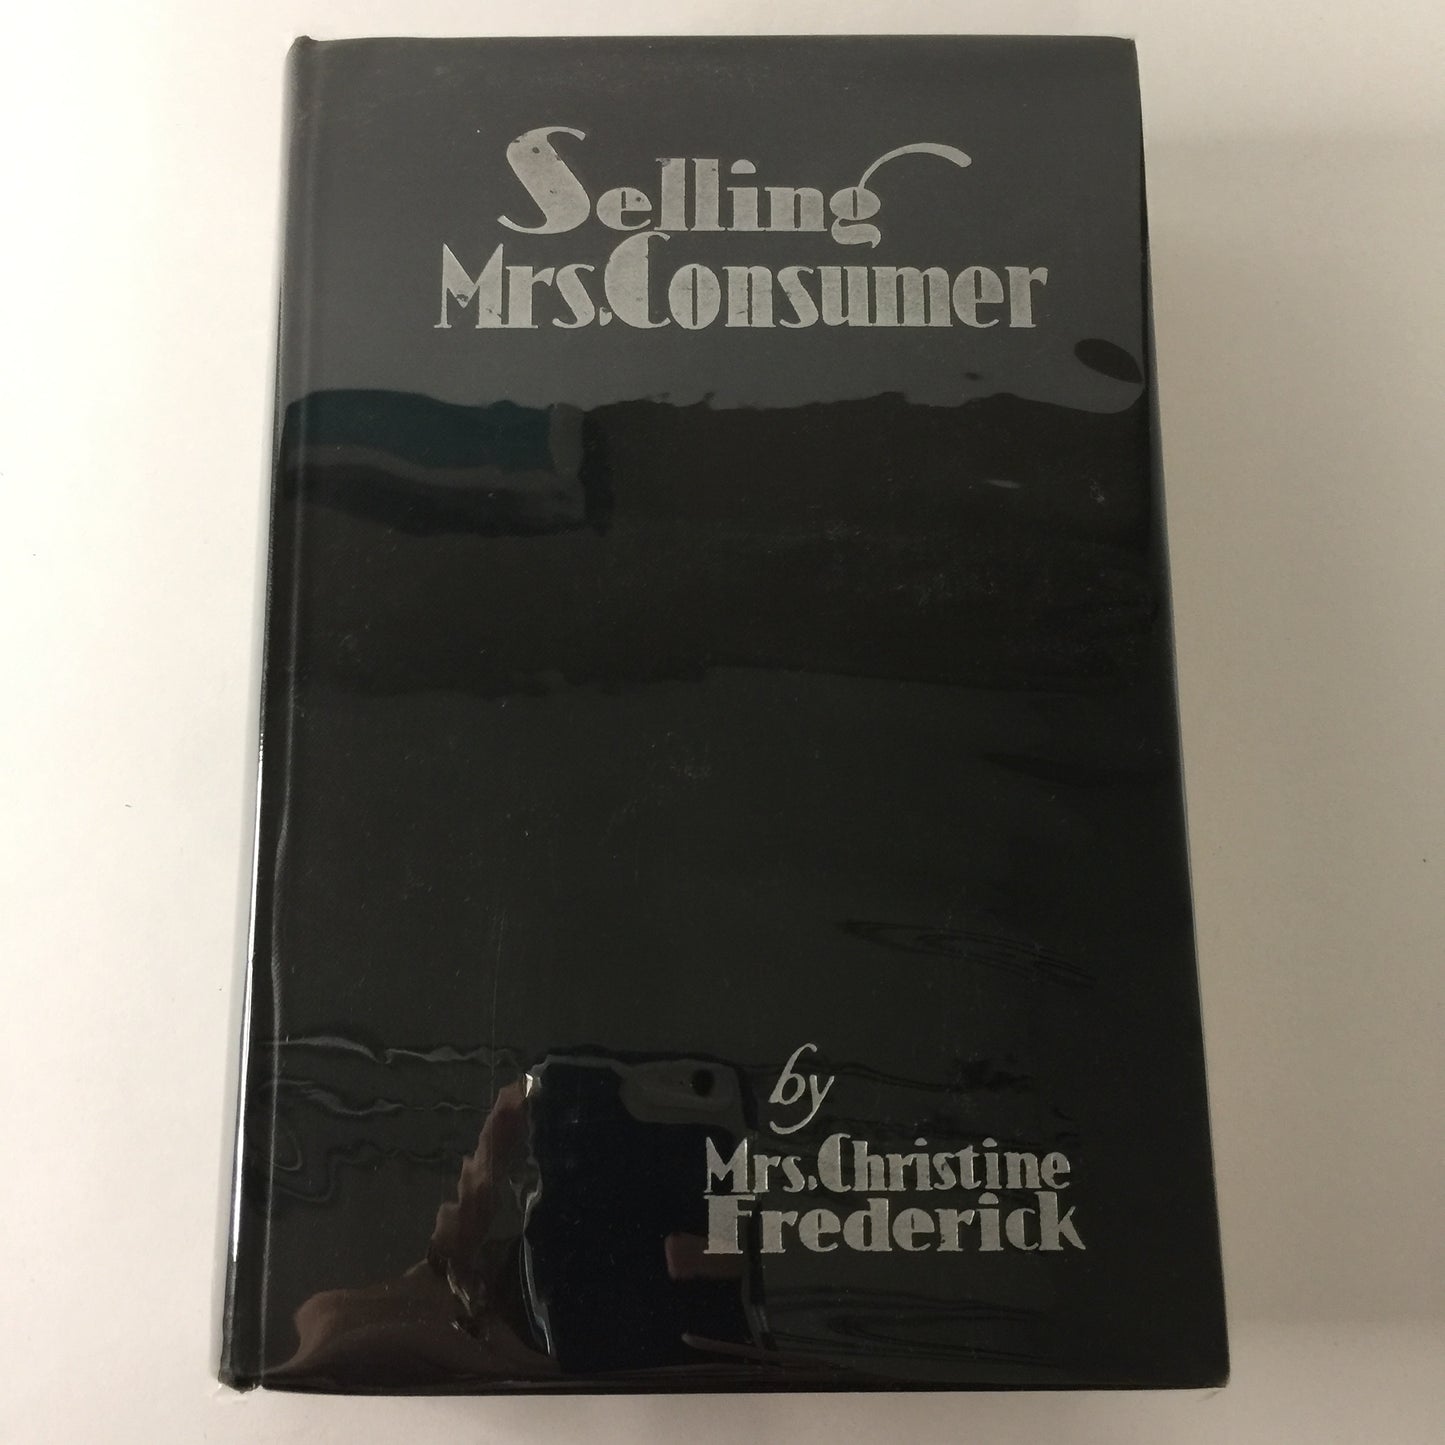 Selling
Mrs. Consumer
by
Mrs. Christine
Frederick